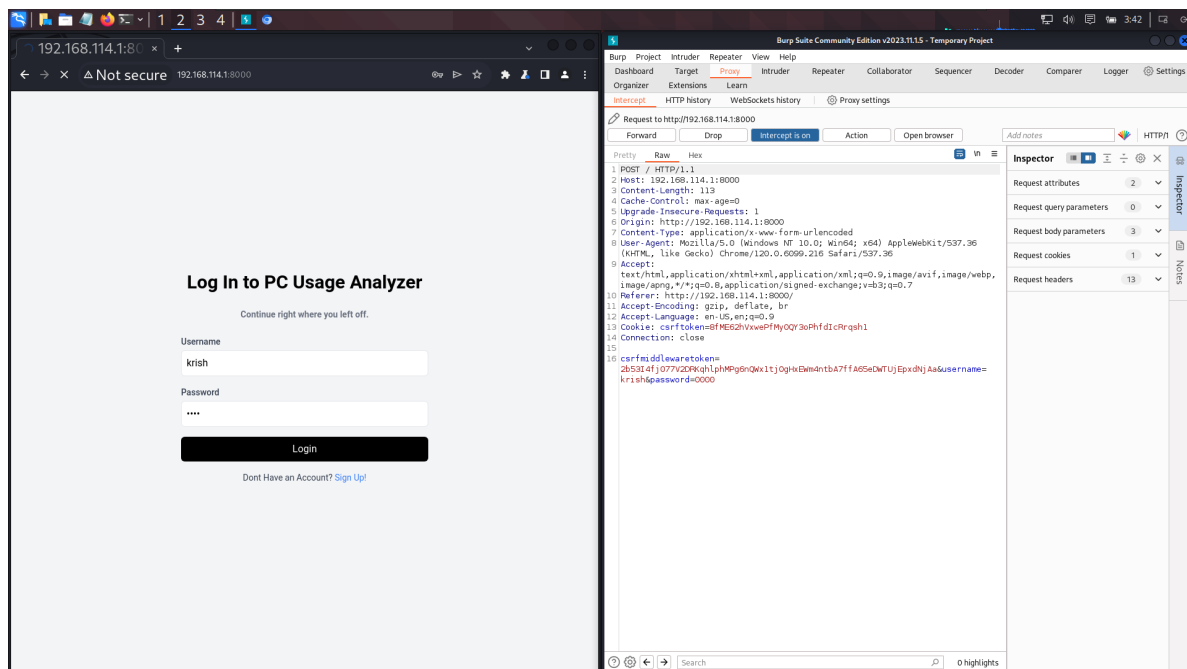 1 2 3 4
3:42
192.168.114.1:80
Not secure 192.168.114.1:8000
Log In to PC Usage Analyzer
Continue right where you left off.
Username
krish
Password
••••
Login
Dont Have an Account? Sign Up!
Burp Suite Community Edition v2023.11.1.5 - Temporary Project
Burp Project Intruder Repeater View Help
Dashboard Target Proxy Intruder Repeater Collaborator Sequencer Decoder Comparer Logger Settings
Organizer Extensions Learn
Intercept HTTP history WebSockets history Proxy settings
Request to http://192.168.114.1:8000
Forward Drop Intercept is on Action Open browser Add notes HTTP/1
Pretty Raw Hex \n
1 POST / HTTP/1.1
2 Host: 192.168.114.1:8000
3 Content-Length: 113
4 Cache-Control: max-age=0
5 Upgrade-Insecure-Requests: 1
6 Origin: http://192.168.114.1:8000
7 Content-Type: application/x-www-form-urlencoded
8 User-Agent: Mozilla/5.0 (Windows NT 10.0; Win64; x64) AppleWebKit/537.36
(KHTML, like Gecko) Chrome/120.0.6099.216 Safari/537.36
9 Accept:
text/html,application/xhtml+xml,application/xml;q=0.9,image/avif,image/webp,
image/apng,*/*;q=0.8,application/signed-exchange;v=b3;q=0.7
10 Referer: http://192.168.114.1:8000/
11 Accept-Encoding: gzip, deflate, br
12 Accept-Language: en-US,en;q=0.9
13 Cookie: csrftoken=8fME62hVxwePfMyOQY3oPhfdIcRrqsh1
14 Connection: close
15
16 csrfmiddlewaretoken=
2b53I4fjO77V2DRKqhlphMPg6nQWx1tjOgHxEWm4ntbA7ffA65eDWTUjEpxdNjAa&username=
krish&password=0000
Inspector
Request attributes 2
Request query parameters 0
Request body parameters 3
Request cookies 1
Request headers 13
Inspector
Notes
Search 0 highlights